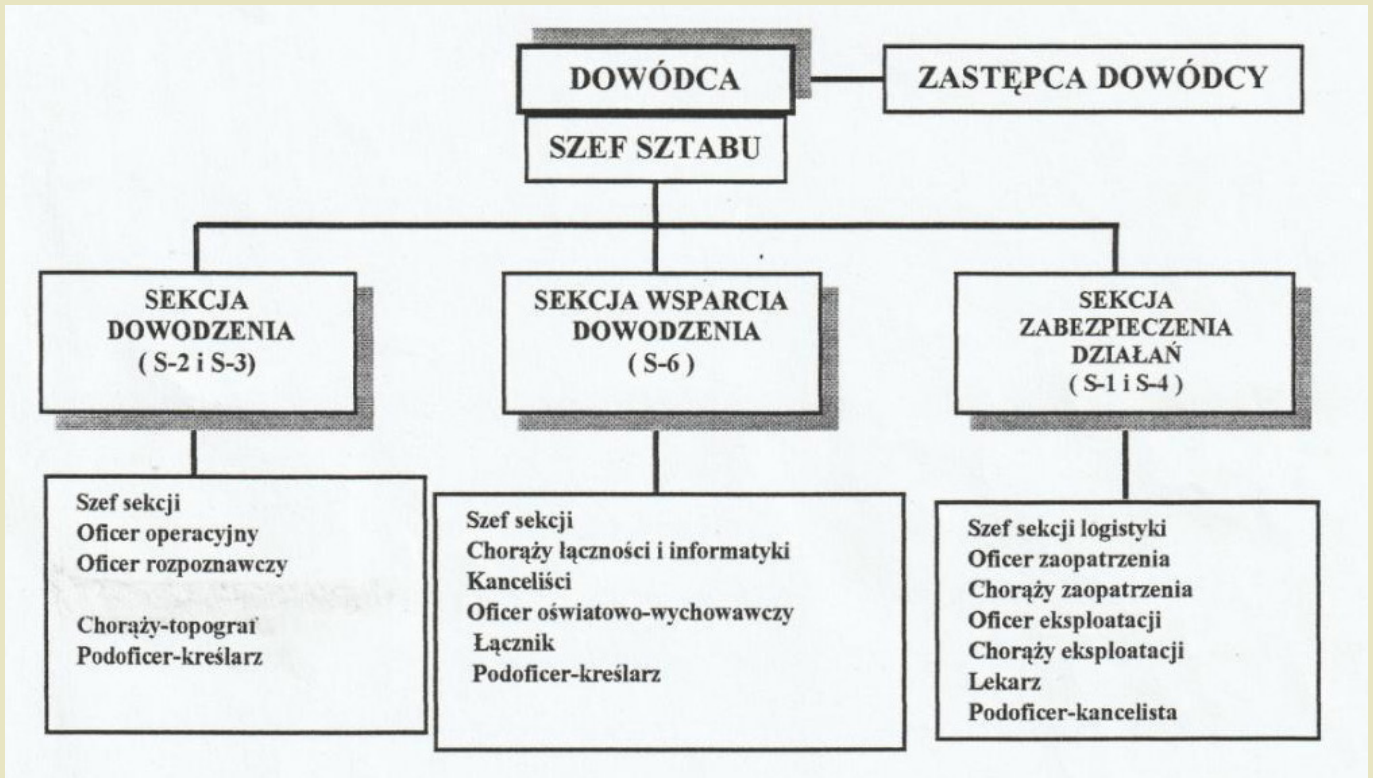 DOWÓDCA
ZASTĘPCA DOWÓDCY
SZEF SZTABU
SEKCJA
DOWODZENIA
( S-2 i S-3)
SEKCJA WSPARCIA
DOWODZENIA
( S-6 )
SEKCJA
ZABEZPIECZENIA
DZIAŁAŃ
( S-1 i S-4 )
Szef sekcji
Oficer operacyjny
Oficer rozpoznawczy
Chorąży-topograf
Podoficer-kreślarz
Szef sekcji
Chorąży łączności i informatyki
Kanceliści
Oficer oświatowo-wychowawczy
Łącznik
Podoficer-kreślarz
Szef sekcji logistyki
Oficer zaopatrzenia
Chorąży zaopatrzenia
Oficer eksploatacji
Chorąży eksploatacji
Lekarz
Podoficer-kancelista